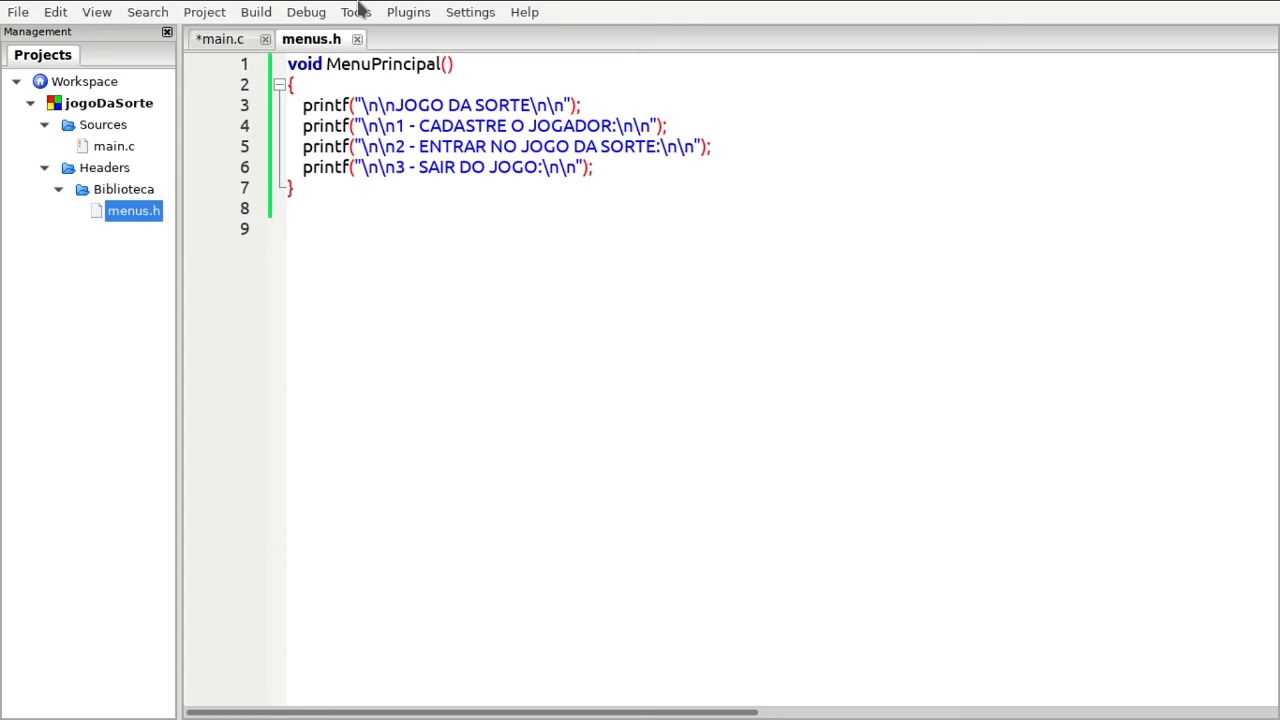 File Edit View Search Project Build Debug Tools Plugins Settings Help
Management
Projects
Workspace
jogoDaSorte
Sources
main.c
Headers
Biblioteca
menus.h
*main.c menus.h
1 void MenuPrincipal()
2 {
3 printf("\n\nJOGO DA SORTE\n\n");
4 printf("\n\n1 - CADASTRE O JOGADOR:\n\n");
5 printf("\n\n2 - ENTRAR NO JOGO DA SORTE:\n\n");
6 printf("\n\n3 - SAIR DO JOGO:\n\n");
7 }
8
9